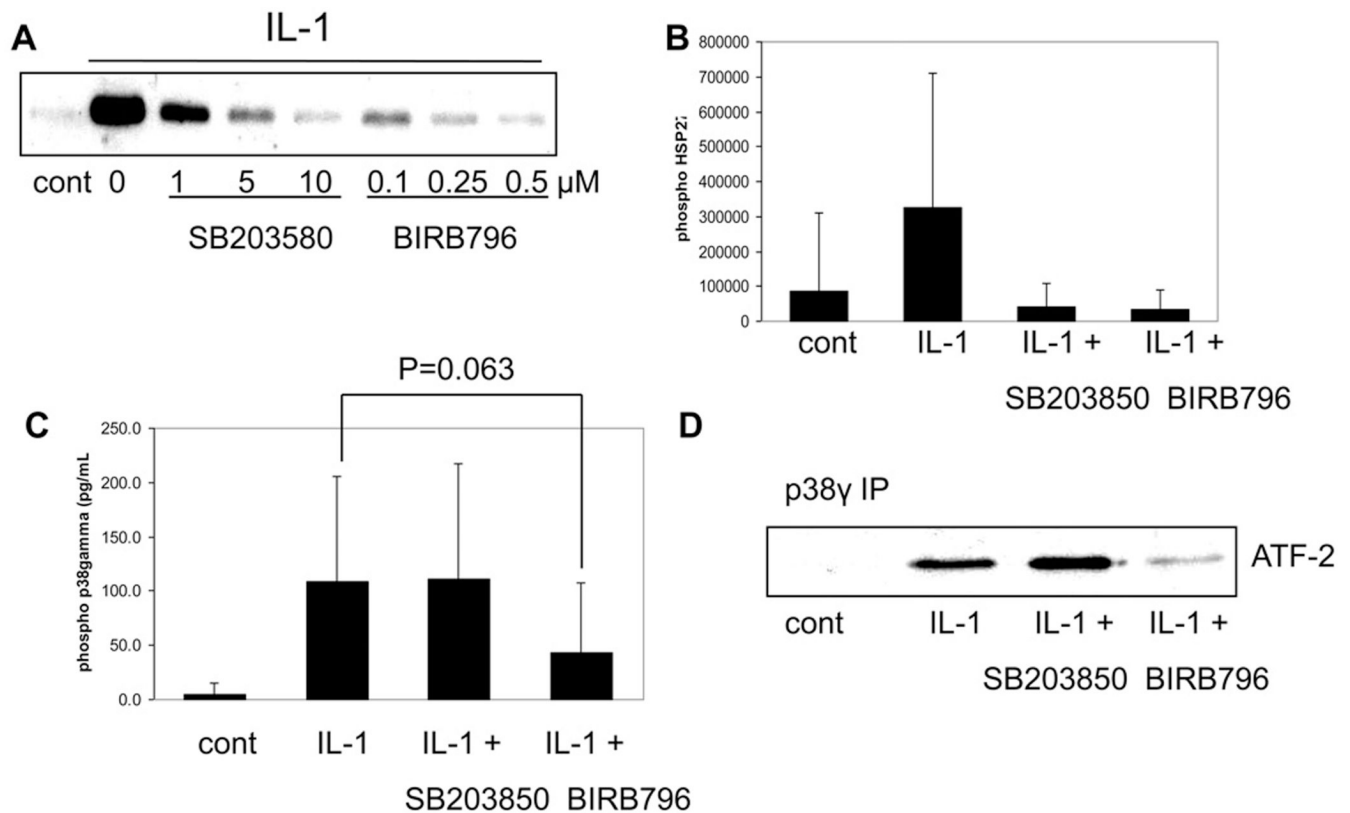 A
IL-1
cont 0 1 5 10 0.1 0.25 0.5 μM
SB203580 BIRB796
B
800000
700000
600000
500000
400000
300000
200000
100000
0
phospho HSP2
cont IL-1 IL-1 + IL-1 +
SB203850 BIRB796
C
P=0.063
250.0
200.0
150.0
100.0
50.0
0.0
phospho p38gamma (pg/mL
cont IL-1 IL-1 + IL-1 +
SB203850 BIRB796
D
p38γ IP
ATF-2
cont IL-1 IL-1 + IL-1 +
SB203850 BIRB796